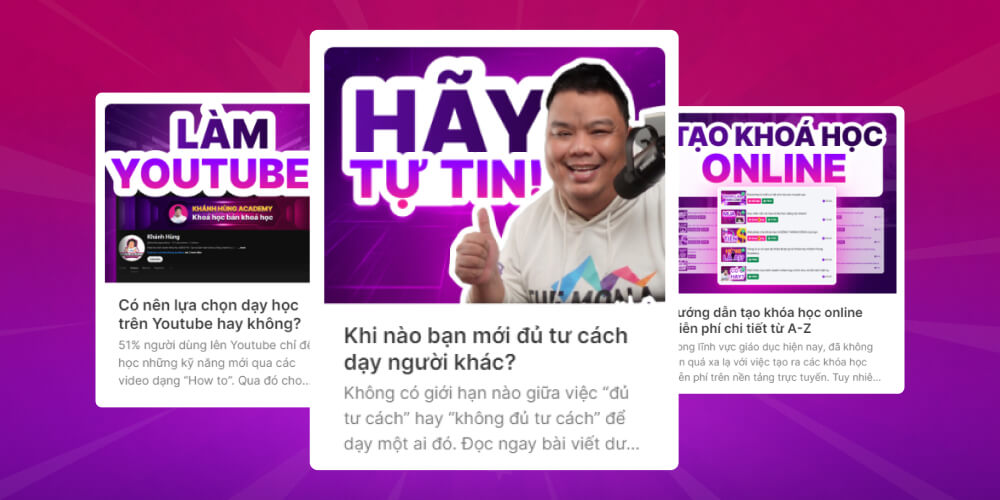 LÀM
YOUTUBE
KHÁNH HÙNG ACADEMY
Khoá học bán khoá học
Khánh Hùng
Có nên lựa chọn dạy học
trên Youtube hay không?
51% người dùng lên Youtube chỉ để
học những kỹ năng mới qua các
video dạng “How to”. Qua đó cho...
HÃY
TỰ TIN!
THE MONA
Khi nào bạn mới đủ tư cách
dạy người khác?
Không có giới hạn nào giữa việc “đủ
tư cách” hay “không đủ tư cách” để
dạy một ai đó. Đọc ngay bài viết dư...
TẠO KHOÁ HỌC
ONLINE
ướng dẫn tạo khóa học online
iễn phí chi tiết từ A-Z
ong lĩnh vực giáo dục hiện nay, đã không
n quá xa lạ với việc tạo ra các khóa học
ễn phí trên nền tảng trực tuyến. Tuy nhiê...